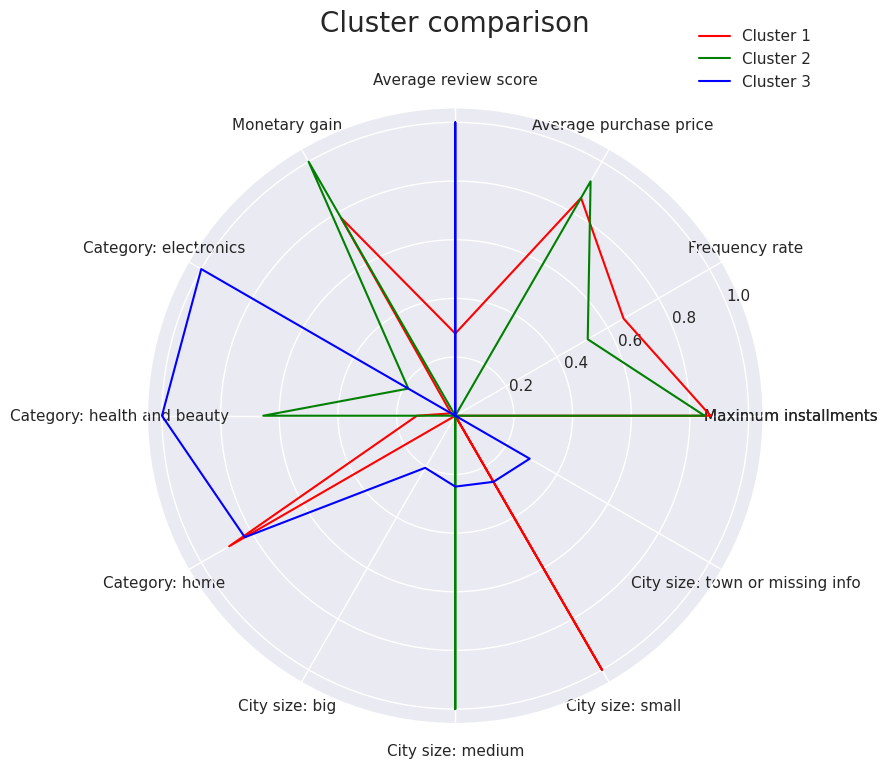 Cluster comparison
Cluster 1
Cluster 2
Cluster 3
Average review score
Monetary gain
Average purchase price
Category: electronics
Frequency rate
1.0
0.8
0.6
0.4
0.2
Category: health and beauty
Maximum installments
Category: home
City size: town or missing info
City size: big
City size: small
City size: medium